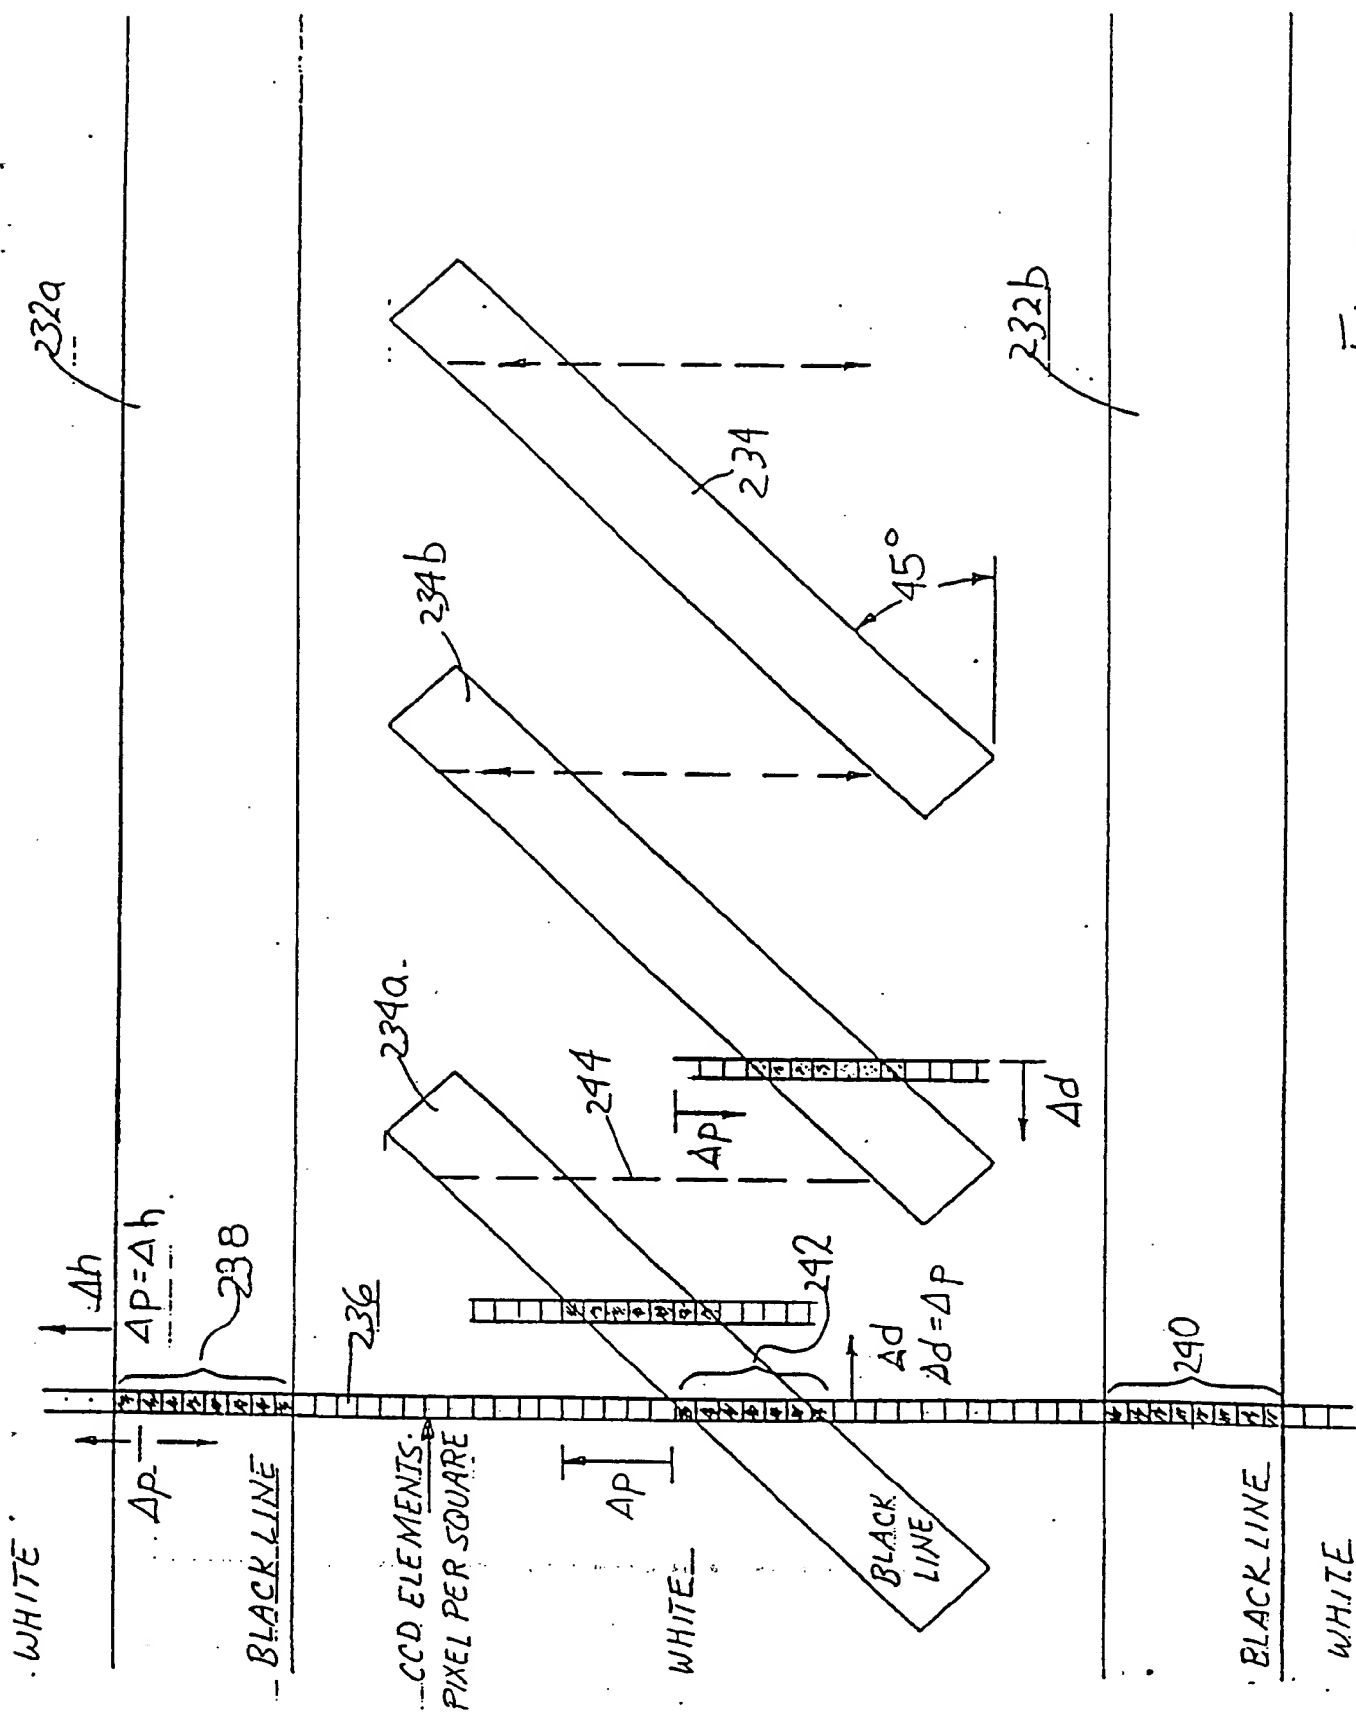 WHITE
BLACK LINE
CCD ELEMENTS.
PIXEL PER SQUARE
WHITE
BLACK
LINE
BLACK LINE
WHITE
Δp
Δh
Δp=Δh
238
236
Δp
242
Δd
Δd=Δp
240
234a
244
Δp
Δd
234b
45°
234
232a
232b